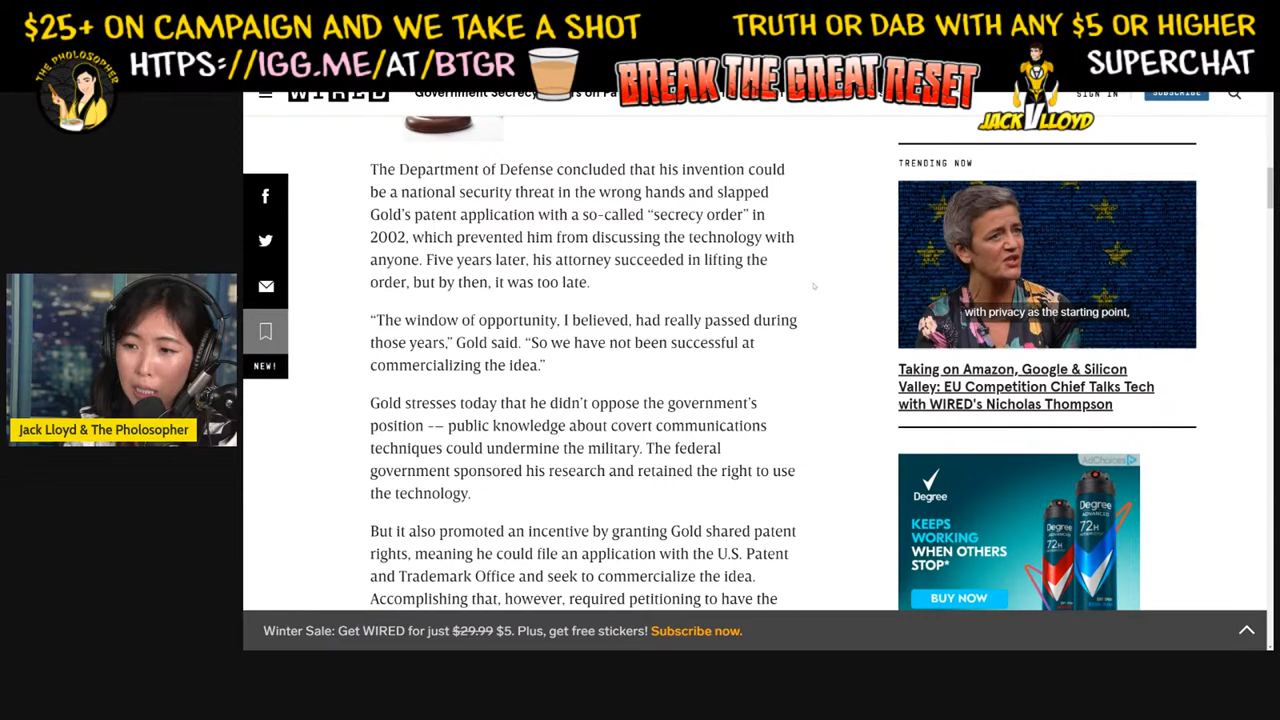 $25+ ON CAMPAIGN AND WE TAKE A SHOT
TRUTH OR DAB WITH ANY $5 OR HIGHER
HTTPS://IGG.ME/AT/BTGR
SUPERCHAT
THE PHOLOSOPHER
BREAK THE GREAT RESET
JACK V LLOYD
WIRED
SIGN IN
SUBSCRIBE
The Department of Defense concluded that his invention could
be a national security threat in the wrong hands and slapped
Gold's patent application with a so-called “secrecy order” in
2002, which prevented him from discussing the technology with
anyone. Five years later, his attorney succeeded in lifting the
order, but by then, it was too late.
“The window of opportunity, I believed, had really passed during
those years,” Gold said. “So we have not been successful at
commercializing the idea.”
Gold stresses today that he didn’t oppose the government’s
position -– public knowledge about covert communications
techniques could undermine the military. The federal
government sponsored his research and retained the right to use
the technology.
But it also promoted an incentive by granting Gold shared patent
rights, meaning he could file an application with the U.S. Patent
and Trademark Office and seek to commercialize the idea.
Accomplishing that, however, required petitioning to have the
NEW!
Jack Lloyd & The Pholosopher
TRENDING NOW
with privacy as the starting point,
Taking on Amazon, Google & Silicon
Valley: EU Competition Chief Talks Tech
with WIRED's Nicholas Thompson
AdChoices
Degree
KEEPS
WORKING
WHEN OTHERS
STOP*
BUY NOW
Degree
ADVANCED
72H
Degree
ADVANCED
72H
Winter Sale: Get WIRED for just $29.99 $5. Plus, get free stickers! Subscribe now.